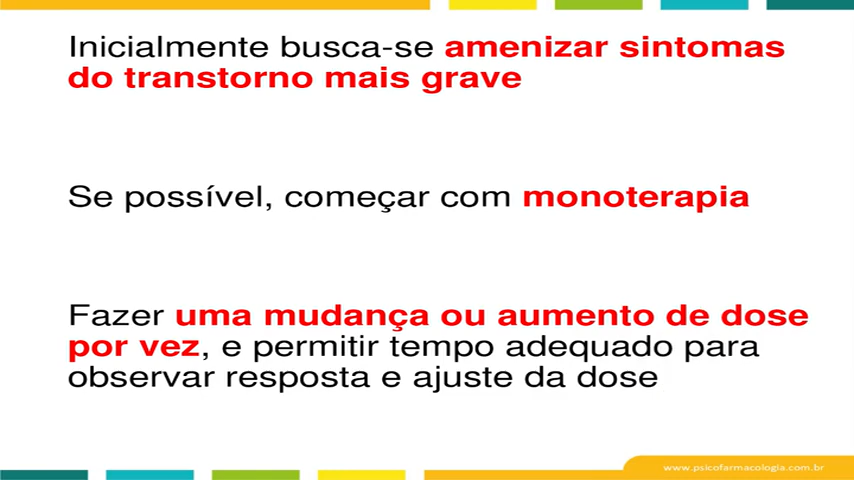 Inicialmente busca-se amenizar sintomas
do transtorno mais grave
Se possível, começar com monoterapia
Fazer uma mudança ou aumento de dose
por vez, e permitir tempo adequado para
observar resposta e ajuste da dose
www.psicofarmacologia.com.br